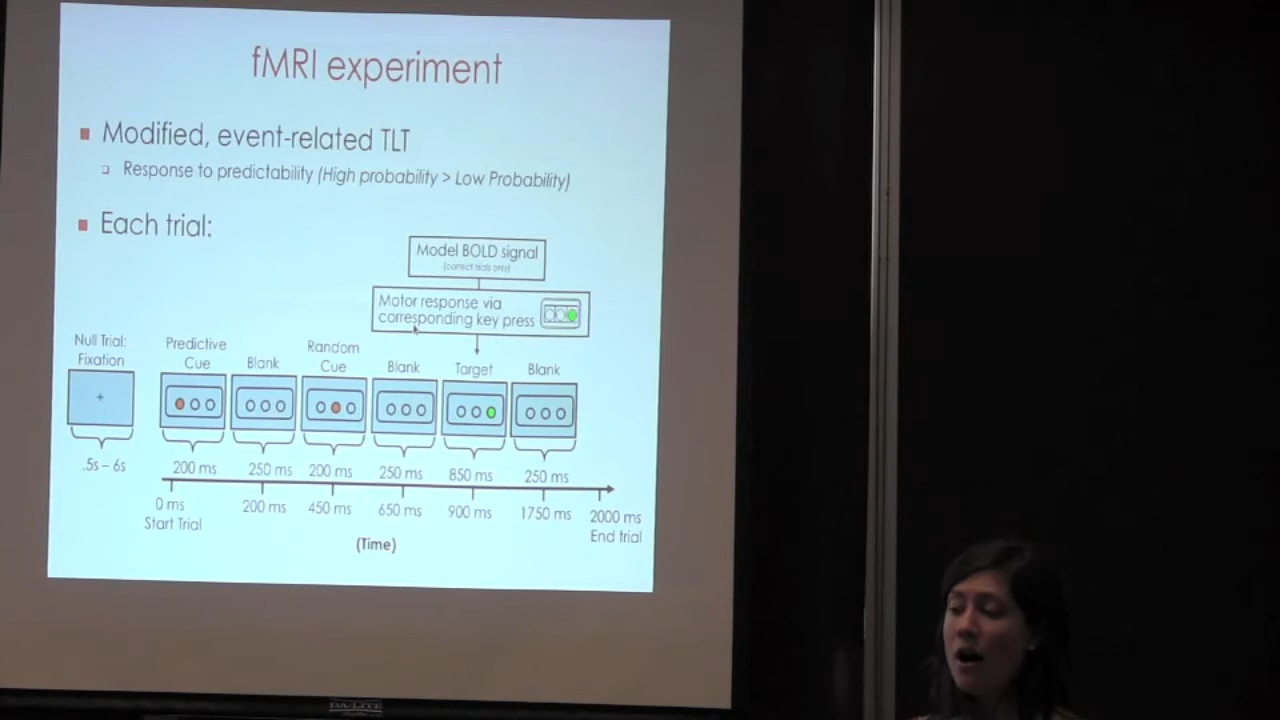 fMRI experiment
Modified, event-related TLT
Response to predictability (High probability > Low Probability)
Each trial:
Model BOLD signal
(correct trials only)
Motor response via
corresponding key press
Null Trial:
Fixation
Predictive
Cue
Blank
Random
Cue
Blank
Target
Blank
.5s – 6s
200 ms
250 ms
200 ms
250 ms
850 ms
250 ms
0 ms
Start Trial
200 ms
450 ms
650 ms
900 ms
1750 ms
2000 ms
End trial
(Time)
DA-LITE